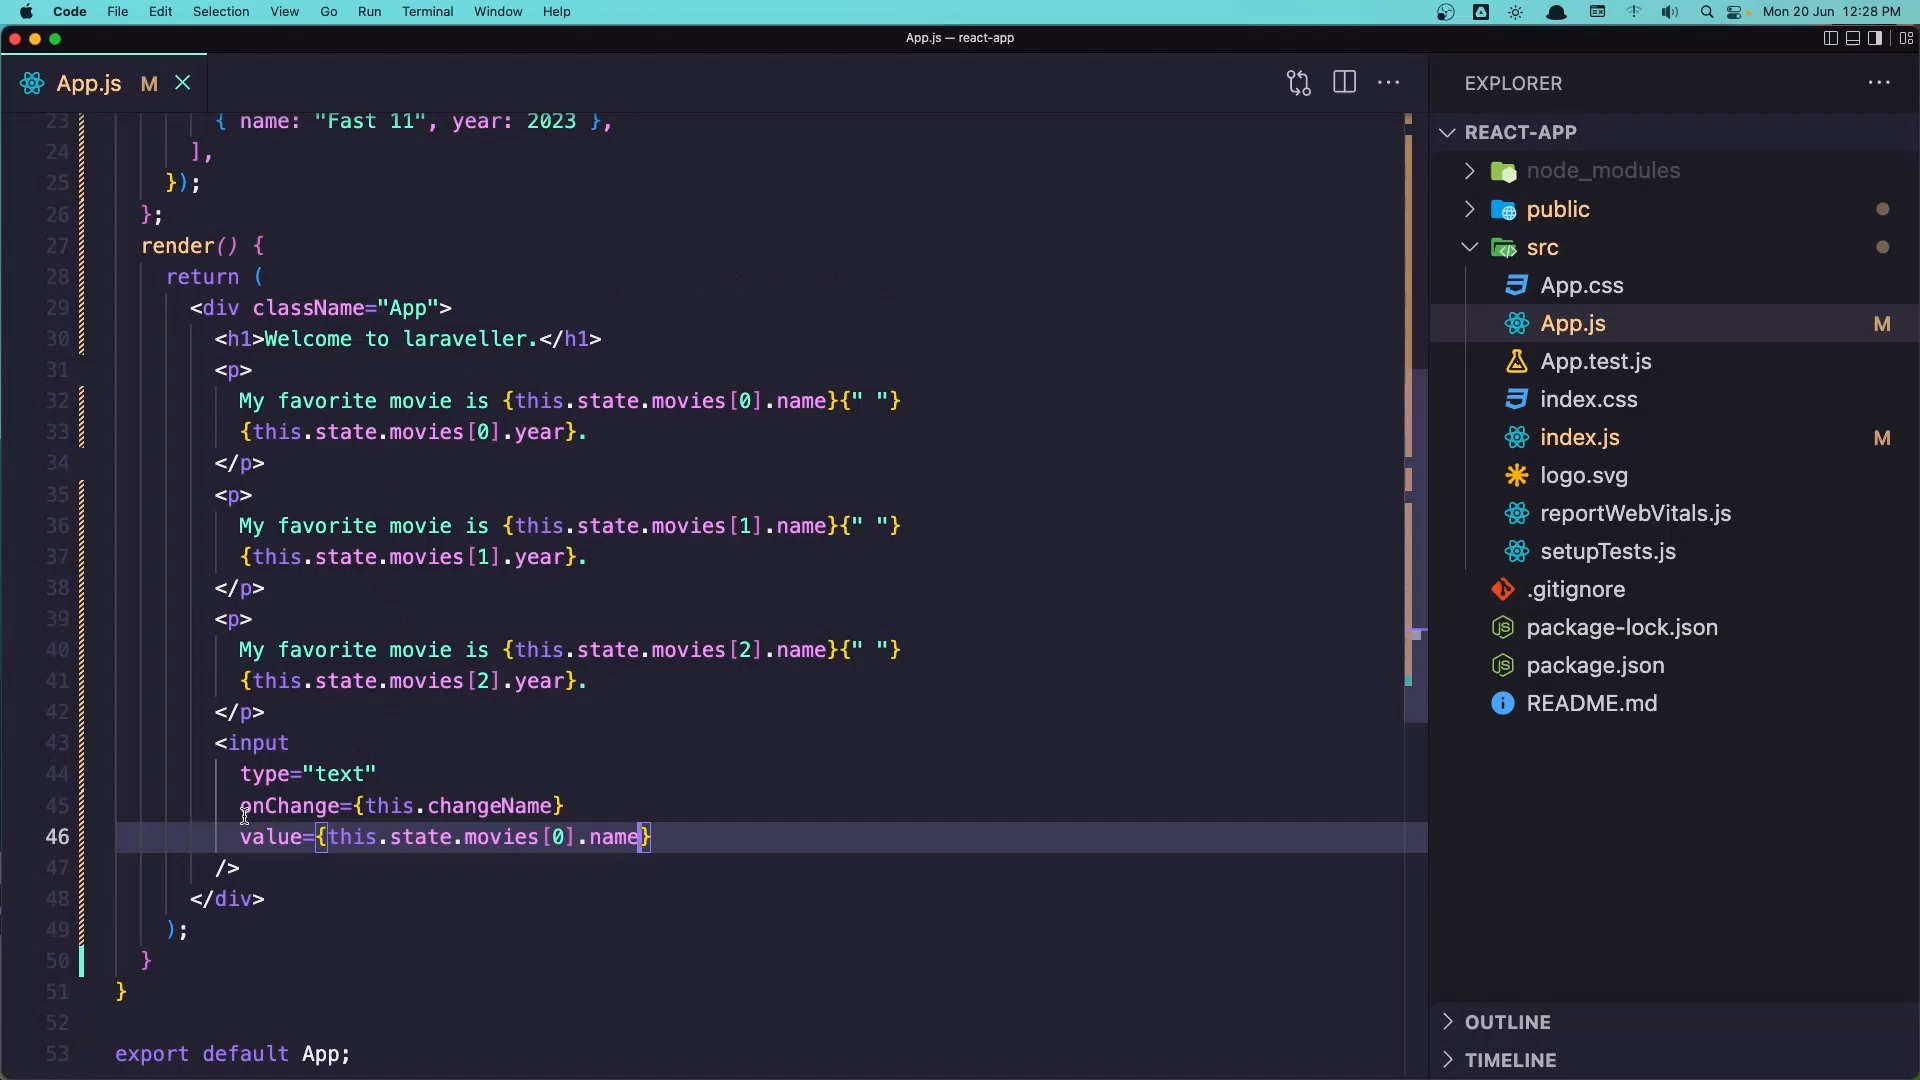 Code File Edit Selection View Go Run Terminal Window Help Mon 20 Jun 12:28 PM
App.js — react-app
App.js M
EXPLORER
REACT-APP
node_modules
public
src
App.css
App.js M
App.test.js
index.css
index.js M
logo.svg
reportWebVitals.js
setupTests.js
.gitignore
package-lock.json
package.json
README.md
OUTLINE
TIMELINE
23 { name: "Fast 11", year: 2023 },
24 ],
25 });
26 };
27 render() {
28 return (
29 <div className="App">
30 <h1>Welcome to laraveller.</h1>
31 <p>
32 My favorite movie is {this.state.movies[0].name}{" "}
33 {this.state.movies[0].year}.
34 </p>
35 <p>
36 My favorite movie is {this.state.movies[1].name}{" "}
37 {this.state.movies[1].year}.
38 </p>
39 <p>
40 My favorite movie is {this.state.movies[2].name}{" "}
41 {this.state.movies[2].year}.
42 </p>
43 <input
44 type="text"
45 onChange={this.changeName}
46 value={this.state.movies[0].name}
47 />
48 </div>
49 );
50 }
51 }
52
53 export default App;